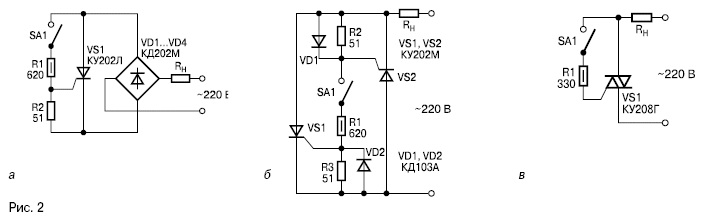 SA1
R1
620
R2
51
VS1
КУ202Л
VD1...VD4
КД202М
Rн
~220 В
а
R2
51
VD1
SA1
Rн
VS1, VS2
КУ202М
VS2
VS1
R1
620
~220 В
VD2
R3
51
VD1, VD2
КД103А
б
SA1
R1
330
Rн
~220 В
VS1
КУ208Г
в
Рис. 2